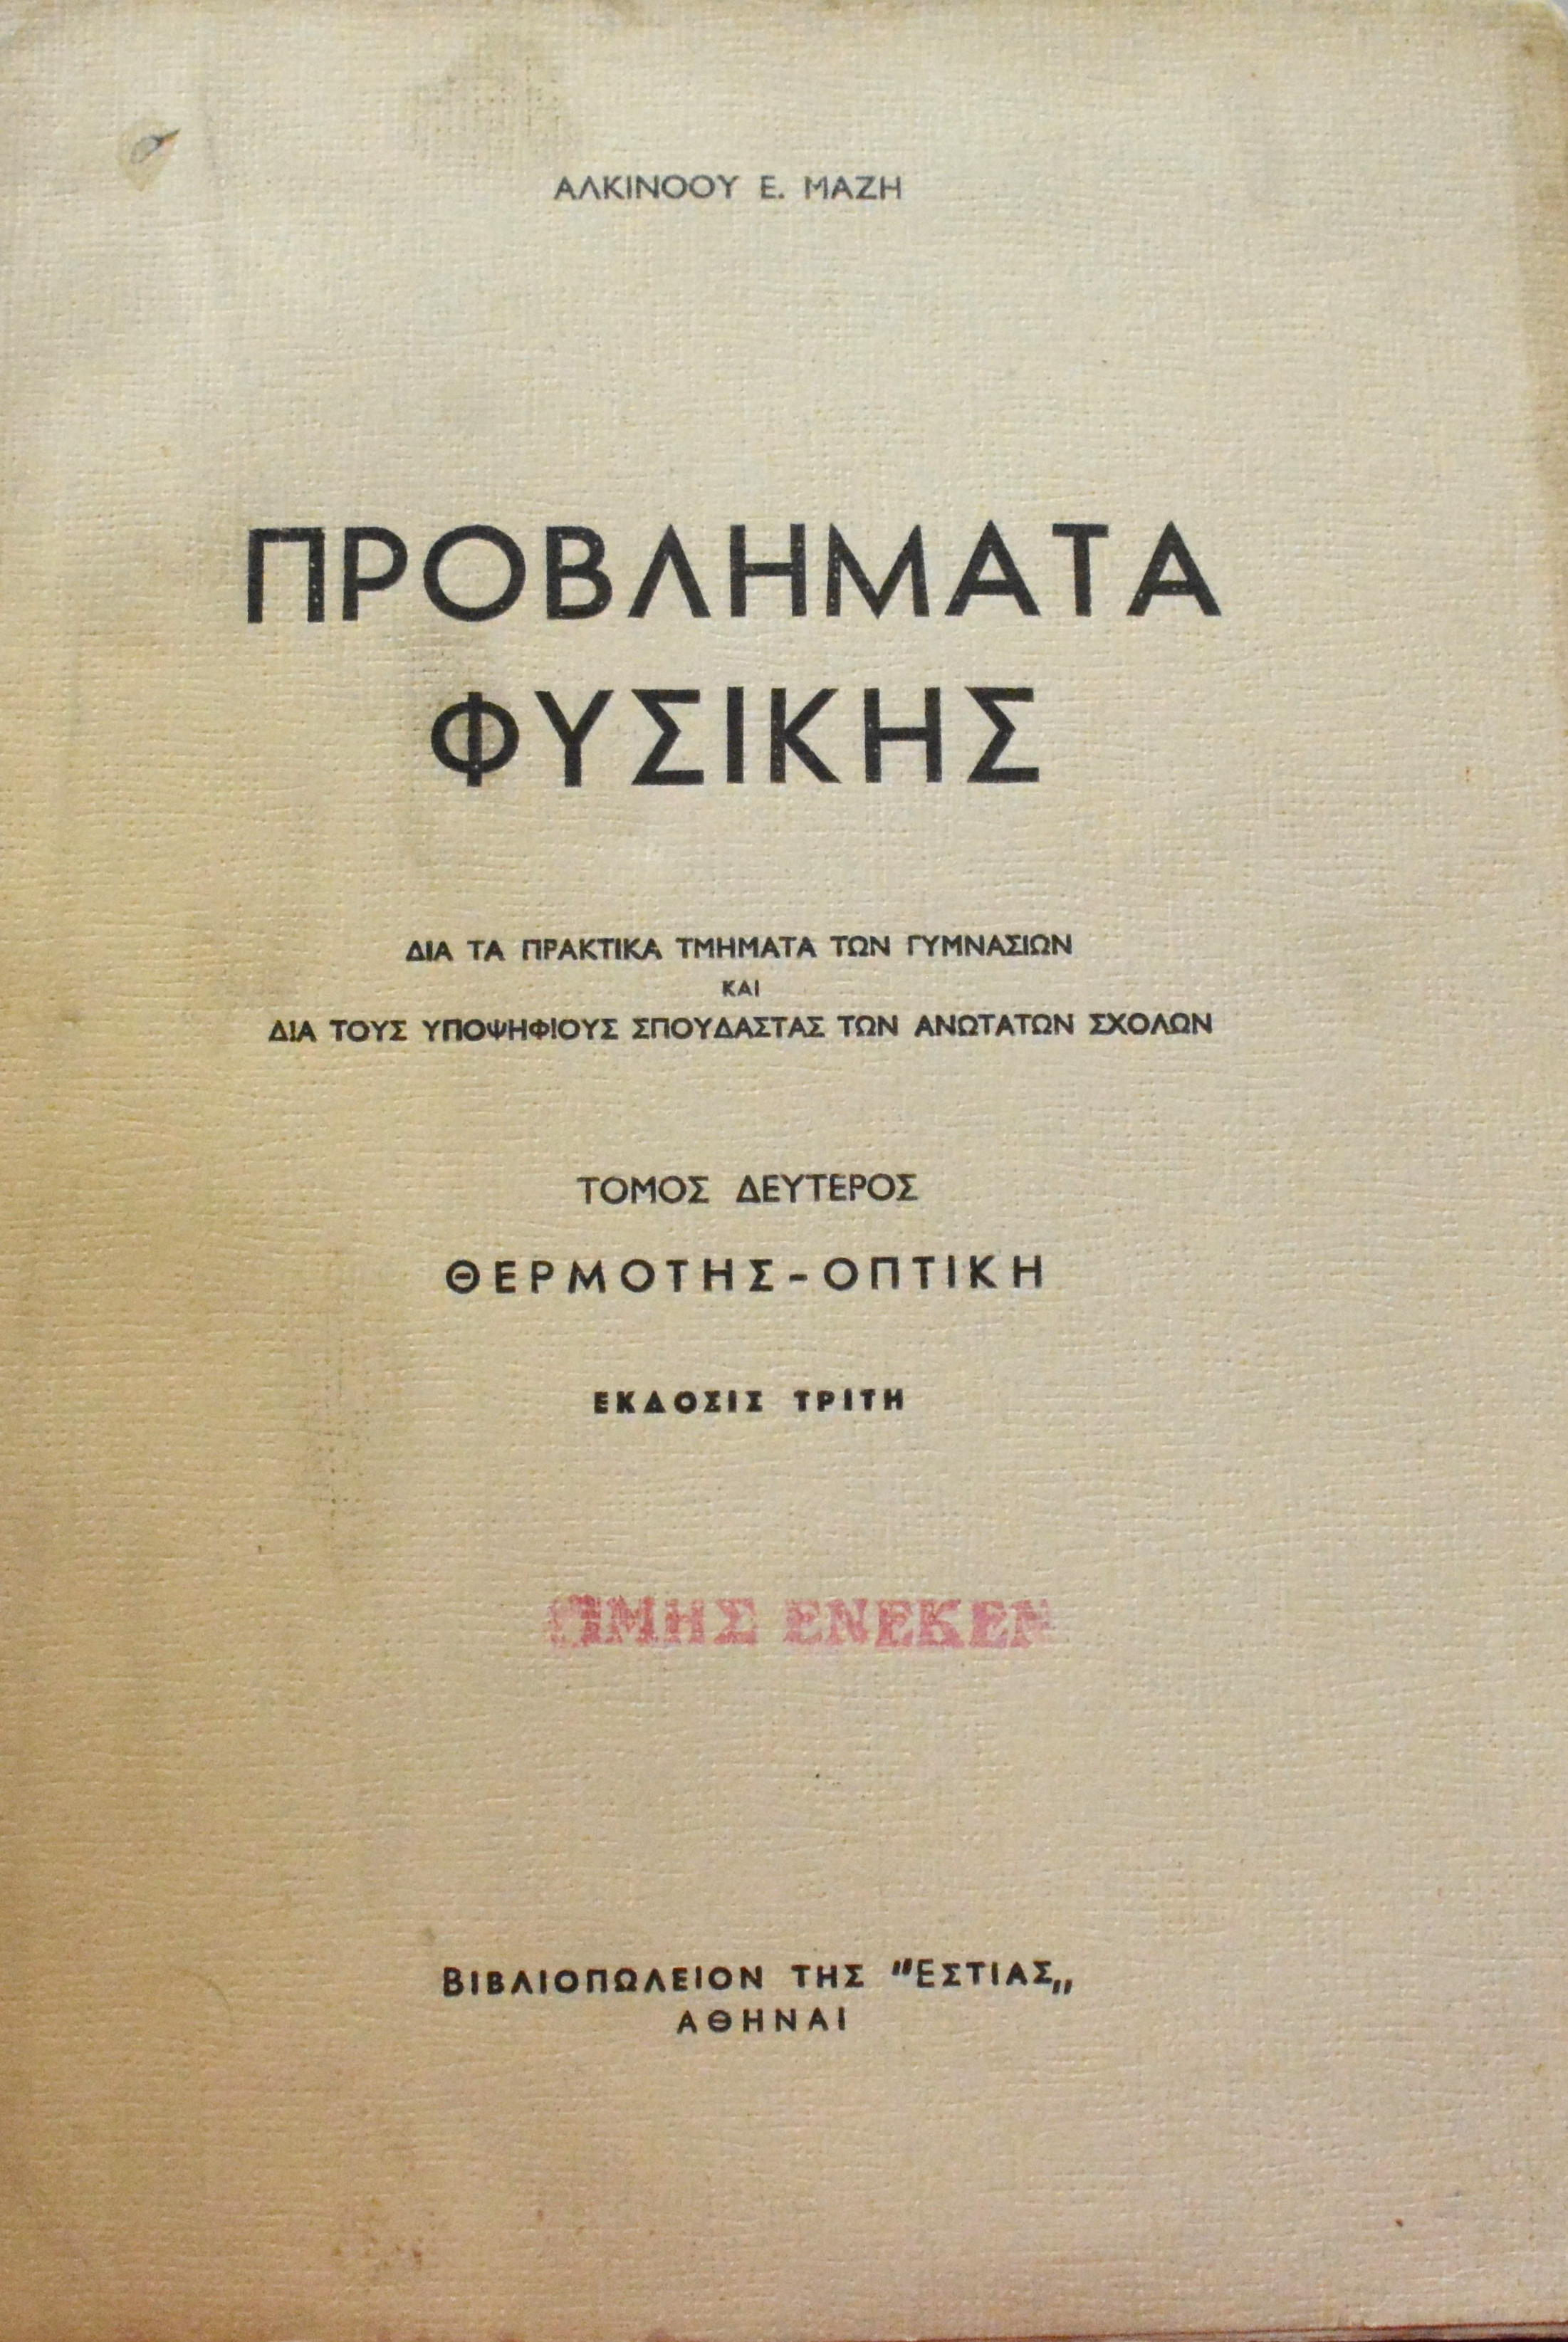 ΑΛΚΙΝΟΟΥ Ε. ΜΑΖΗ
ΠΡΟΒΛΗΜΑΤΑ
ΦΥΣΙΚΗΣ
ΔΙΑ ΤΑ ΠΡΑΚΤΙΚΑ ΤΜΗΜΑΤΑ ΤΩΝ ΓΥΜΝΑΣΙΩΝ
ΚΑΙ
ΔΙΑ ΤΟΥΣ ΥΠΟΨΗΦΙΟΥΣ ΣΠΟΥΔΑΣΤΑΣ ΤΩΝ ΑΝΩΤΑΤΩΝ ΣΧΟΛΩΝ
ΤΟΜΟΣ ΔΕΥΤΕΡΟΣ
ΘΕΡΜΟΤΗΣ-ΟΠΤΙΚΗ
ΕΚΔΟΣΙΣ ΤΡΙΤΗ
ΤΙΜΗΣ ΕΝΕΚΕΝ
ΒΙΒΛΙΟΠΩΛΕΙΟΝ ΤΗΣ "ΕΣΤΙΑΣ„
ΑΘΗΝΑΙ